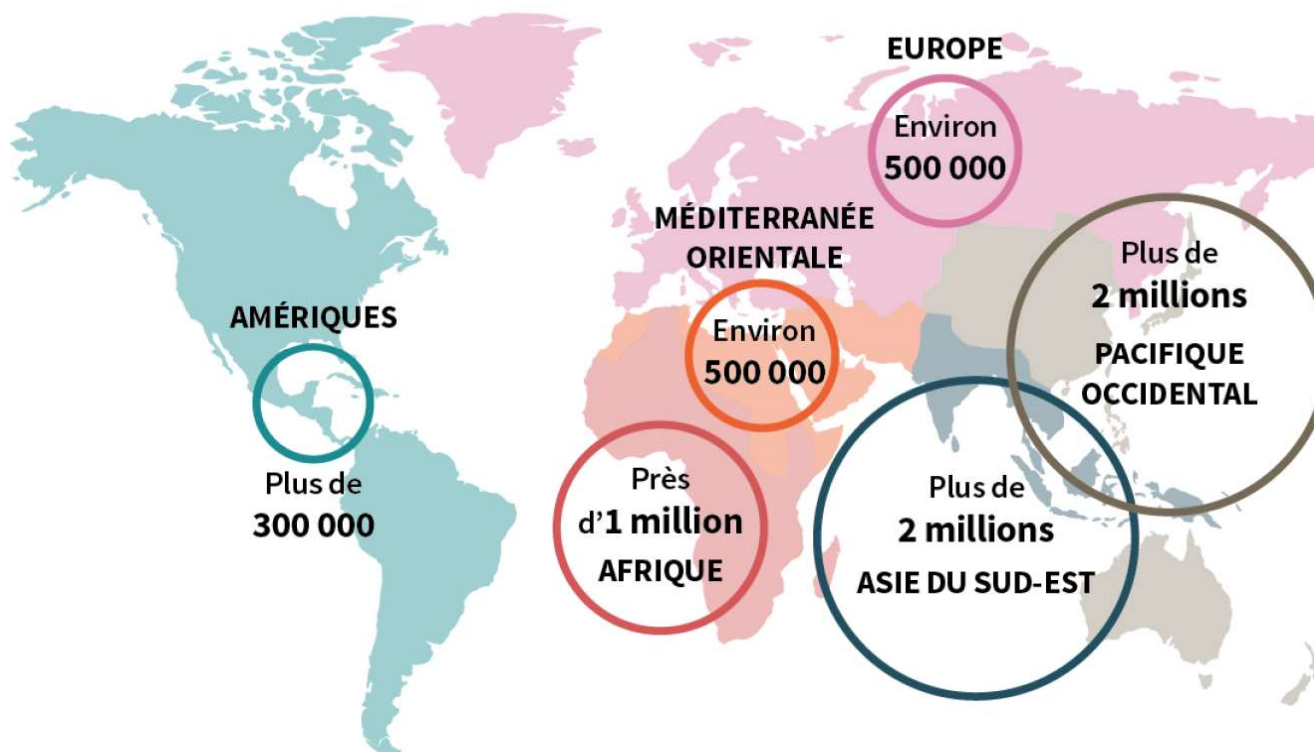 EUROPE
Environ
500 000
MÉDITERRANÉE
ORIENTALE
Environ
500 000
Plus de
2 millions
PACIFIQUE
OCCIDENTAL
AMÉRIQUES
Plus de
300 000
Près
d’1 million
AFRIQUE
Plus de
2 millions
ASIE DU SUD-EST